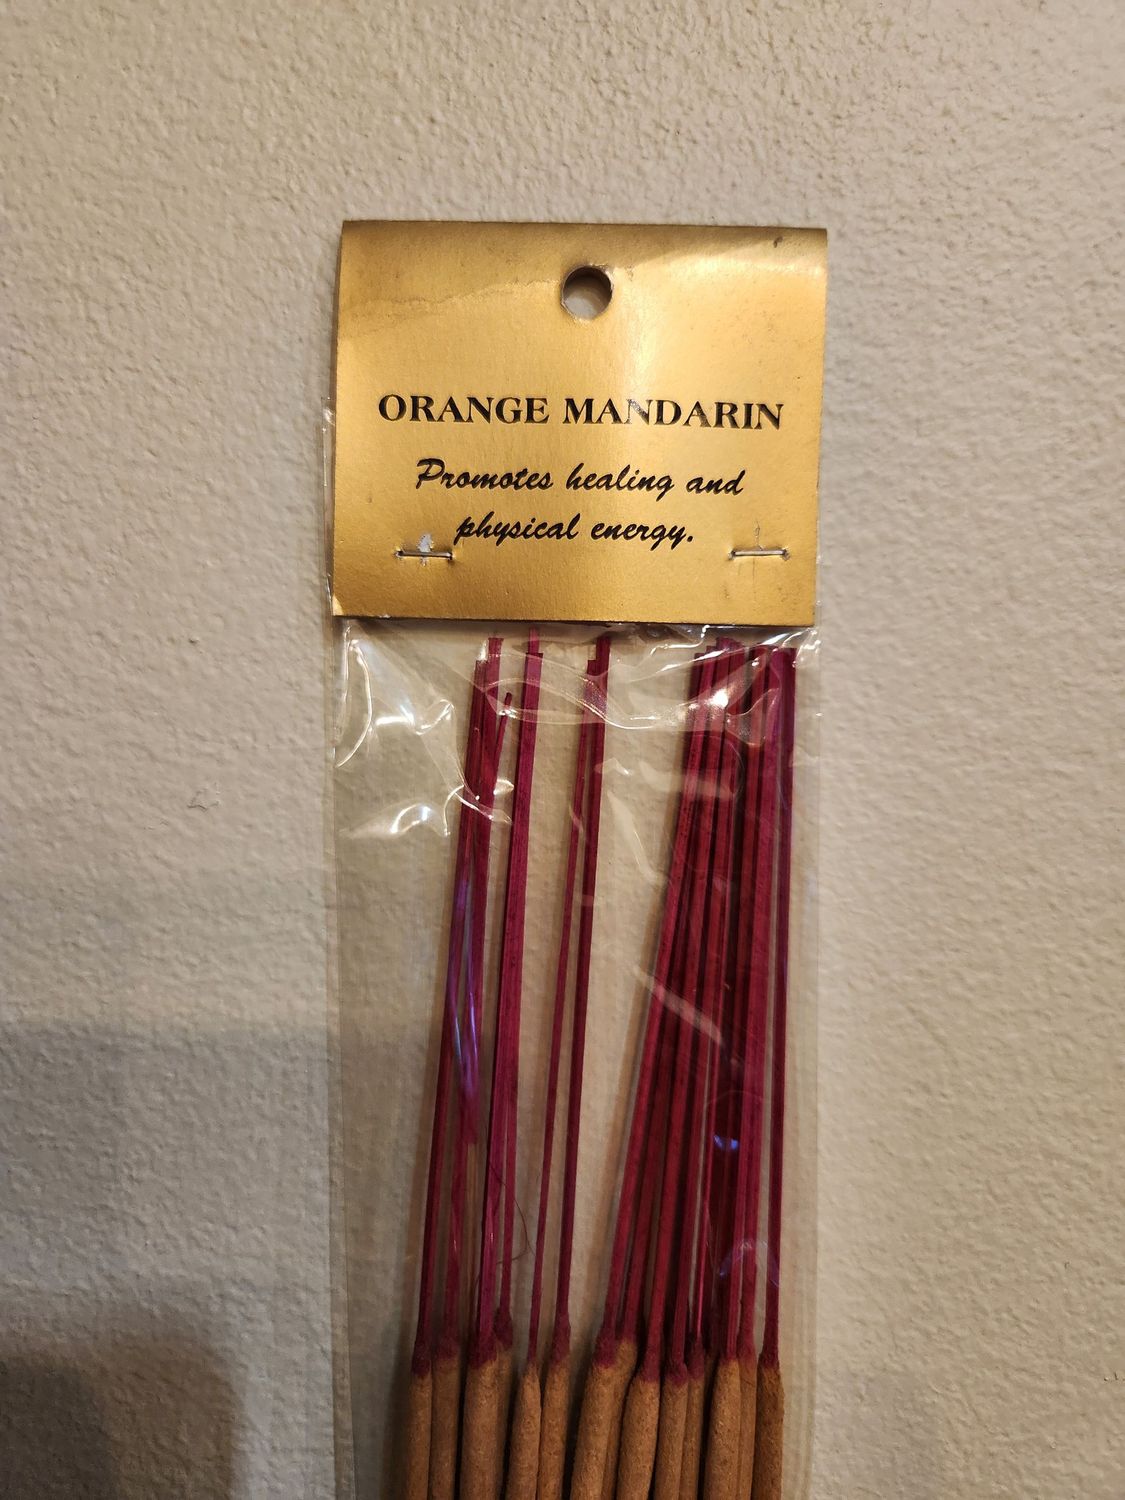 ORANGE MANDARIN
Promotes healing and
physical energy.